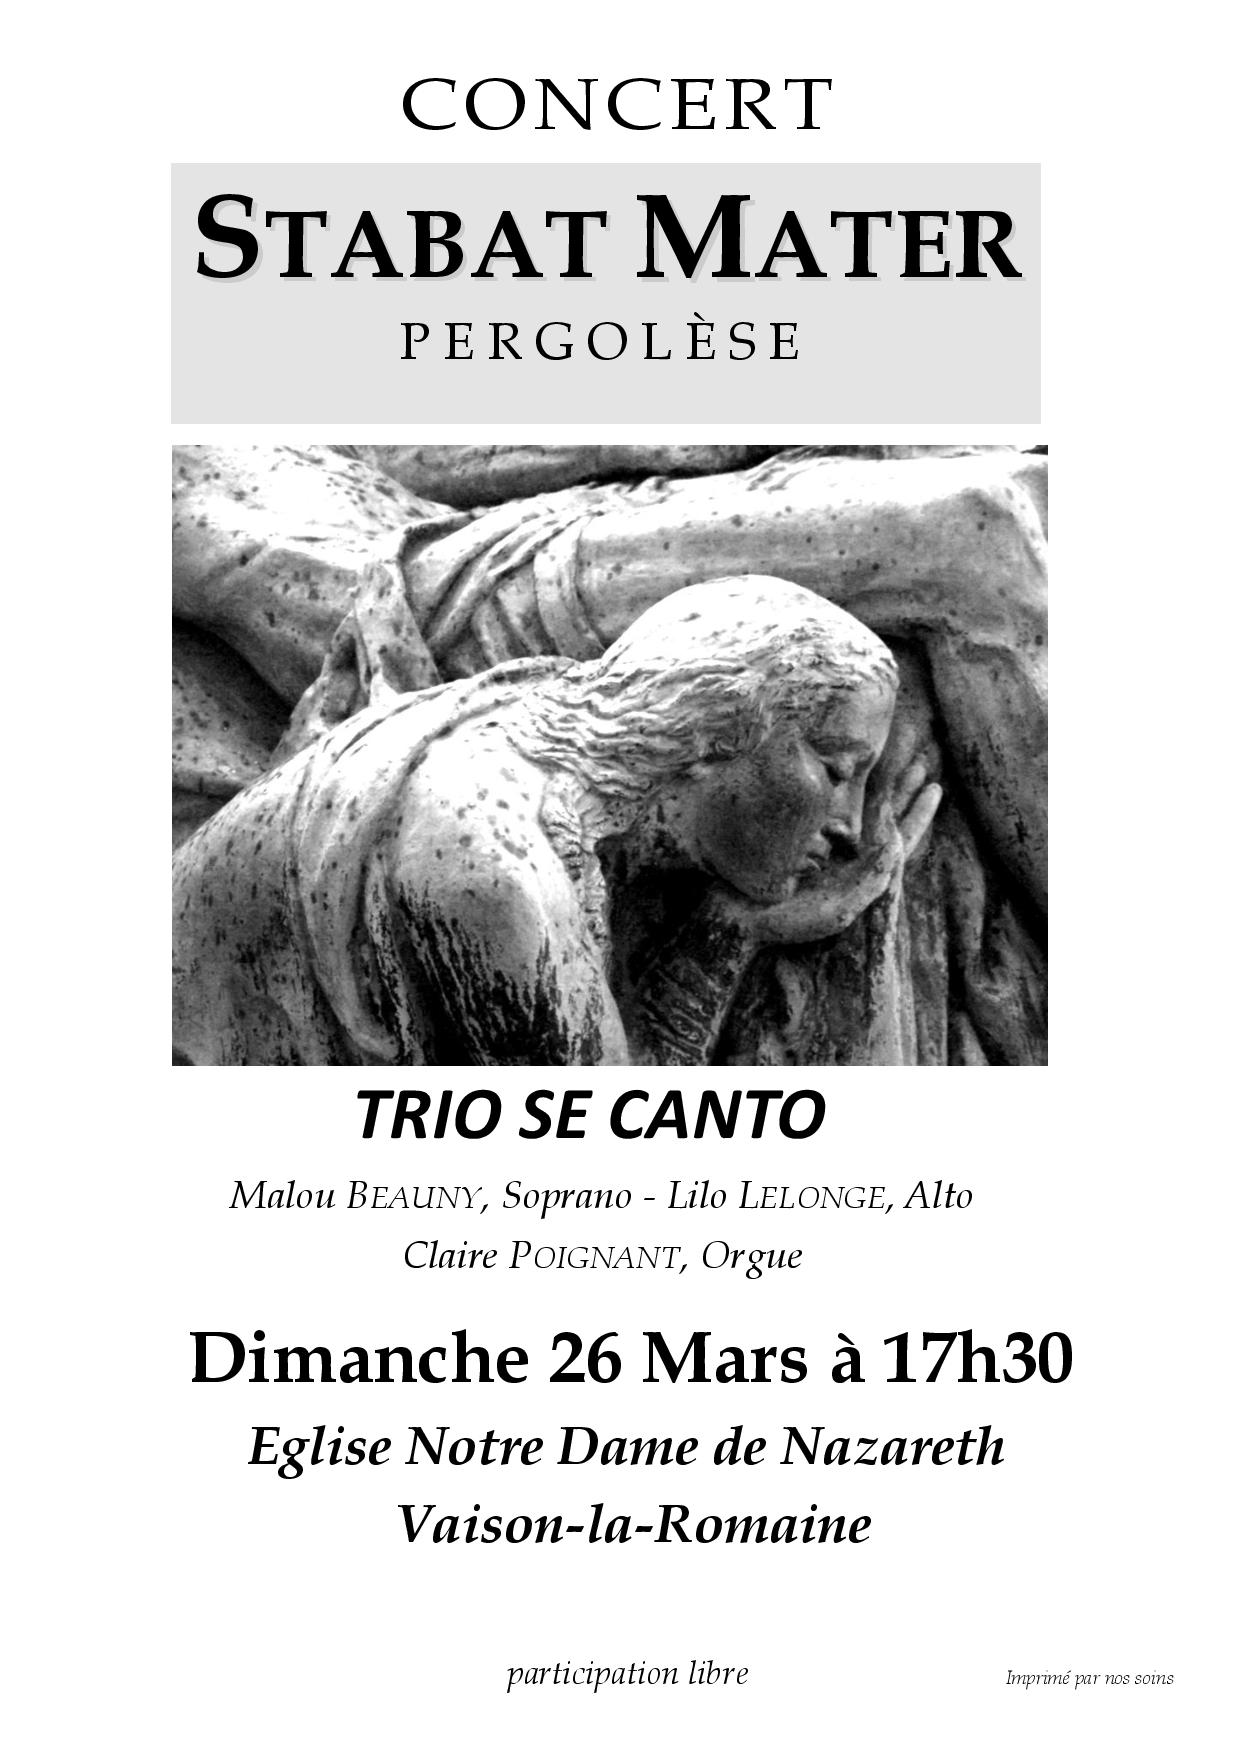 CONCERT
STABAT MATER
PERGOLÈSE
TRIO SE CANTO
Malou BEAUNY, Soprano - Lilo LELONGE, Alto
Claire POIGNANT, Orgue
Dimanche 26 Mars à 17h30
Eglise Notre Dame de Nazareth
Vaison-la-Romaine
participation libre
Imprimé par nos soins